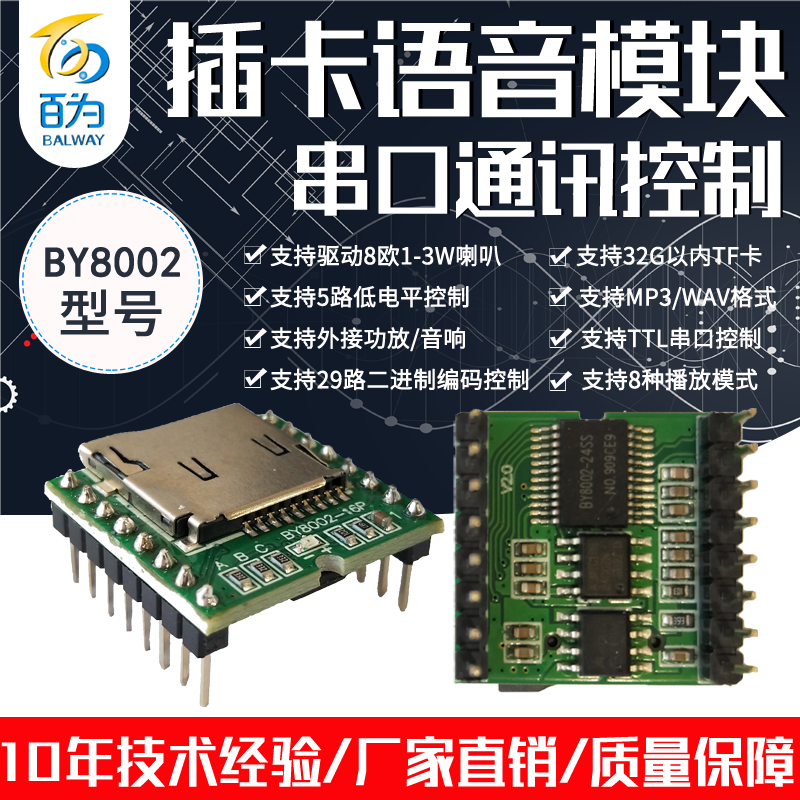 百为
BALWAY
插卡语音模块
串口通讯控制
BY8002
型号
支持驱动8欧1-3W喇叭
支持32G以内TF卡
支持5路低电平控制
支持MP3/WAV格式
支持外接功放/音响
支持TTL串口控制
支持29路二进制编码控制
支持8种播放模式
BY8002-16P
A B C
- +
V2.0
BY8002-24SS
NO.909CE9
103
393
10年技术经验/厂家直销/质量保障